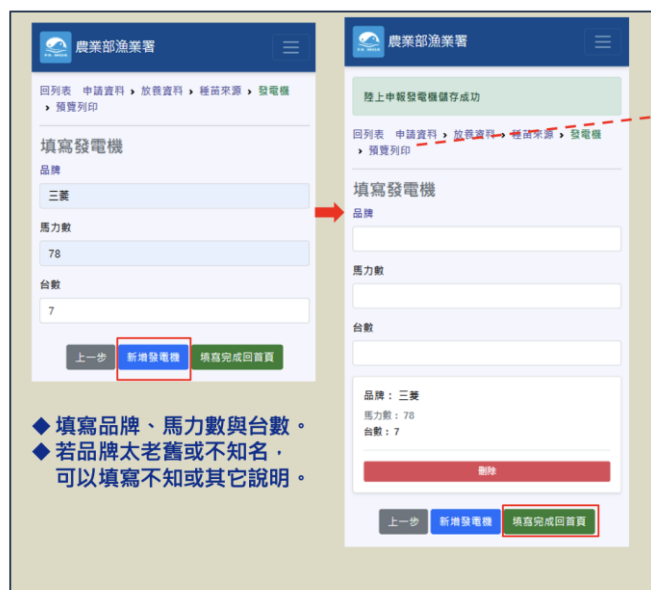 農業部漁業署
回列表 申請資料 › 放養資料 › 種苗來源 › 發電機
› 預覽列印
填寫發電機
品牌
三菱
馬力數
78
台數
7
上一步 新增發電機 填寫完成回首頁
◆ 填寫品牌、馬力數與台數。
◆ 若品牌太老舊或不知名，
可以填寫不知或其它說明。
農業部漁業署
陸上申報發電機儲存成功
回列表 申請資料 › 放養資料 › 種苗來源 › 發電機
› 預覽列印
填寫發電機
品牌
馬力數
台數
品牌： 三菱
馬力數：78
台數：7
刪除
上一步 新增發電機 填寫完成回首頁